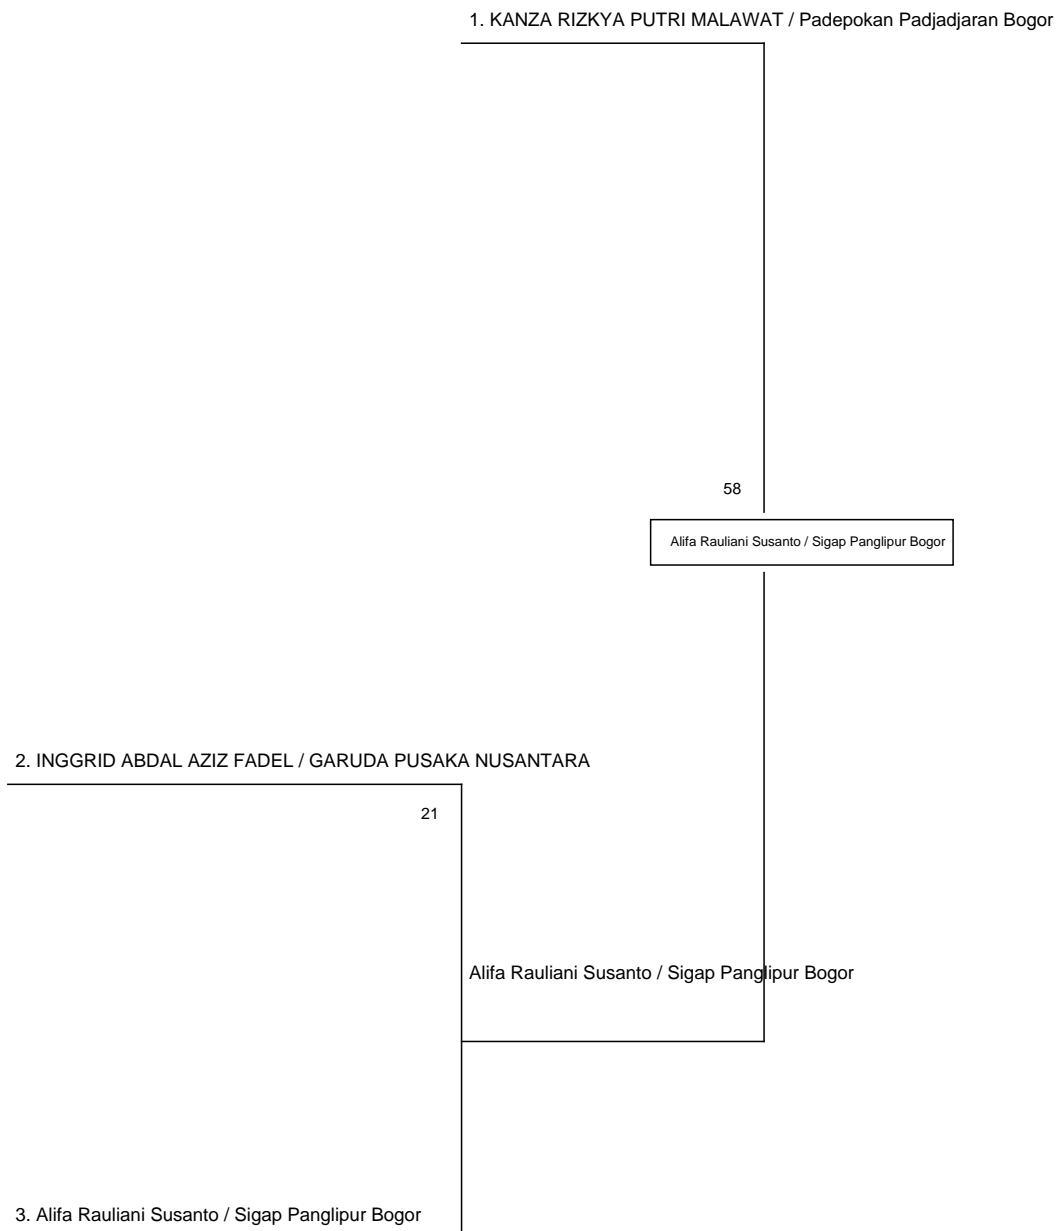 1. KANZA RIZKYA PUTRI MALAWAT / Padepokan Padjadjaran Bogor
58
Alifa Rauliani Susanto / Sigap Panglipur Bogor
2. INGGRID ABDAL AZIZ FADEL / GARUDA PUSAKA NUSANTARA
21
Alifa Rauliani Susanto / Sigap Panglipur Bogor
3. Alifa Rauliani Susanto / Sigap Panglipur Bogor